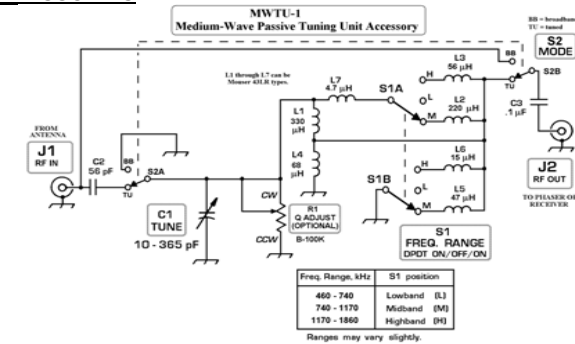 MWTU-1
Medium-Wave Passive Tuning Unit Accessory
BB = broadband
TU = tuned
S2
MODE
BB
TU
S2B
L3
56 µH
H
L7
4.7 µH
S1A
L
L2
220 µH
M
L1 through L7 can be
Mouser 43LR types.
L1
330
µH
C3
.1 µF
FROM
ANTENNA
J1
RF IN
C2
56 pF
BB
TU
S2A
L4
68
µH
L6
15 µH
H
L
S1B
L5
47 µH
M
J2
RF OUT
TO PHASER OR
RECEIVER
C1
TUNE
10 - 365 pF
CW
CCW
R1
Q ADJUST
(OPTIONAL)
B-100K
S1
FREQ. RANGE
DPDT ON/OFF/ON
Freq. Range, kHz S1 position
460 - 740 Lowband (L)
740 - 1170 Midband (M)
1170 - 1860 Highband (H)
Ranges may vary slightly.